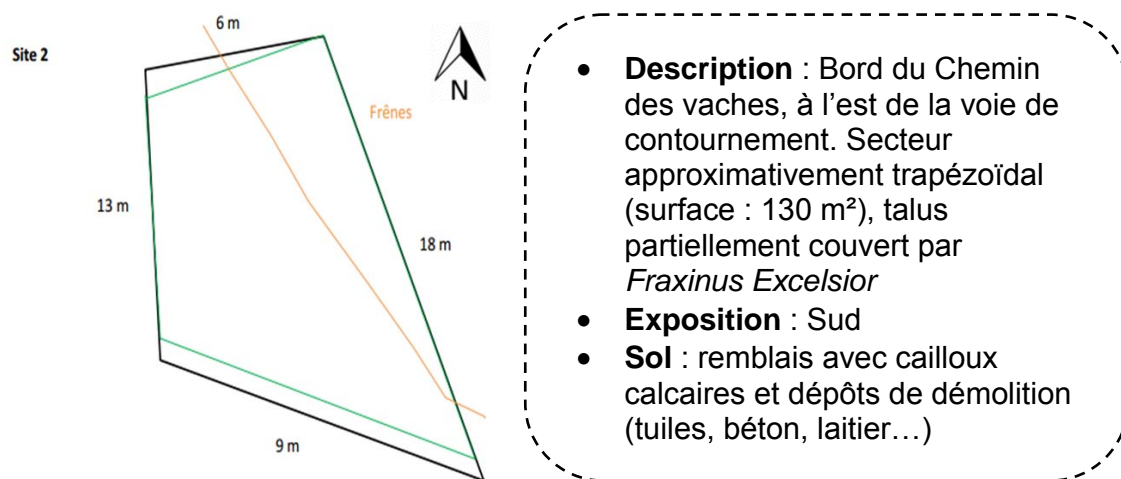 6 m
Site 2
N
Frênes
13 m
18 m
9 m
• Description : Bord du Chemin
des vaches, à l’est de la voie de
contournement. Secteur
approximativement trapézoïdal
(surface : 130 m²), talus
partiellement couvert par
Fraxinus Excelsior
• Exposition : Sud
• Sol : remblais avec cailloux
calcaires et dépôts de démolition
(tuiles, béton, laitier…)